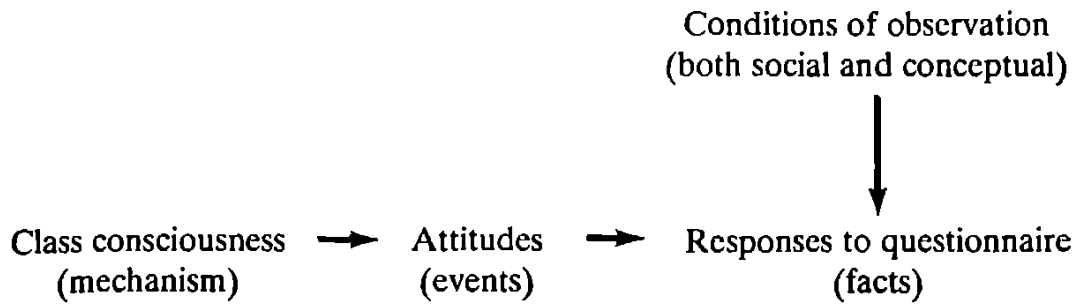 Conditions of observation
(both social and conceptual)
Class consciousness
(mechanism)
Attitudes
(events)
Responses to questionnaire
(facts)